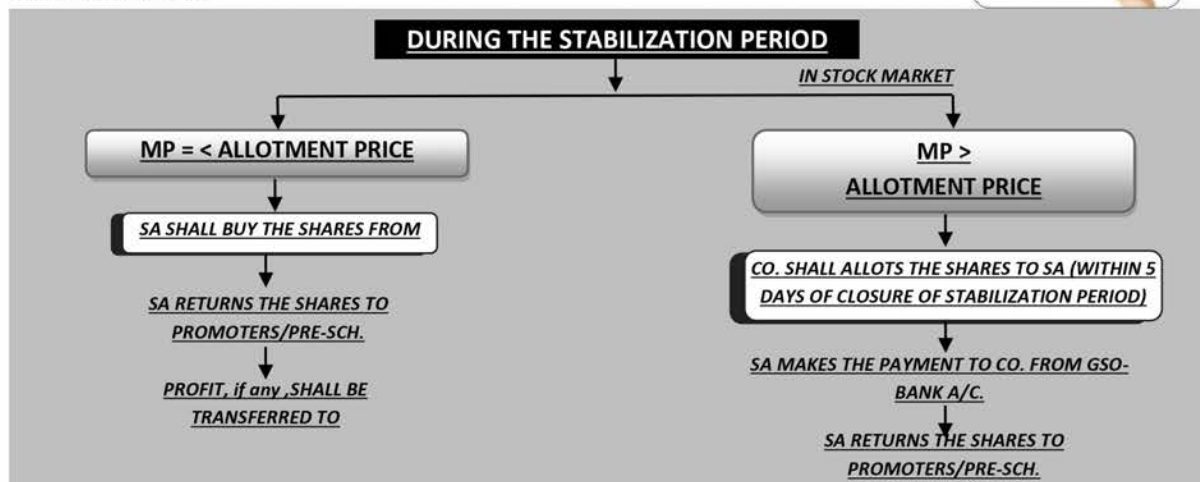 DURING THE STABILIZATION PERIOD
IN STOCK MARKET
MP = < ALLOTMENT PRICE
SA SHALL BUY THE SHARES FROM
SA RETURNS THE SHARES TO
PROMOTERS/PRE-SCH.
PROFIT, if any ,SHALL BE
TRANSFERRED TO
MP >
ALLOTMENT PRICE
CO. SHALL ALLOTS THE SHARES TO SA (WITHIN 5
DAYS OF CLOSURE OF STABILIZATION PERIOD)
SA MAKES THE PAYMENT TO CO. FROM GSO-
BANK A/C.
SA RETURNS THE SHARES TO
PROMOTERS/PRE-SCH.